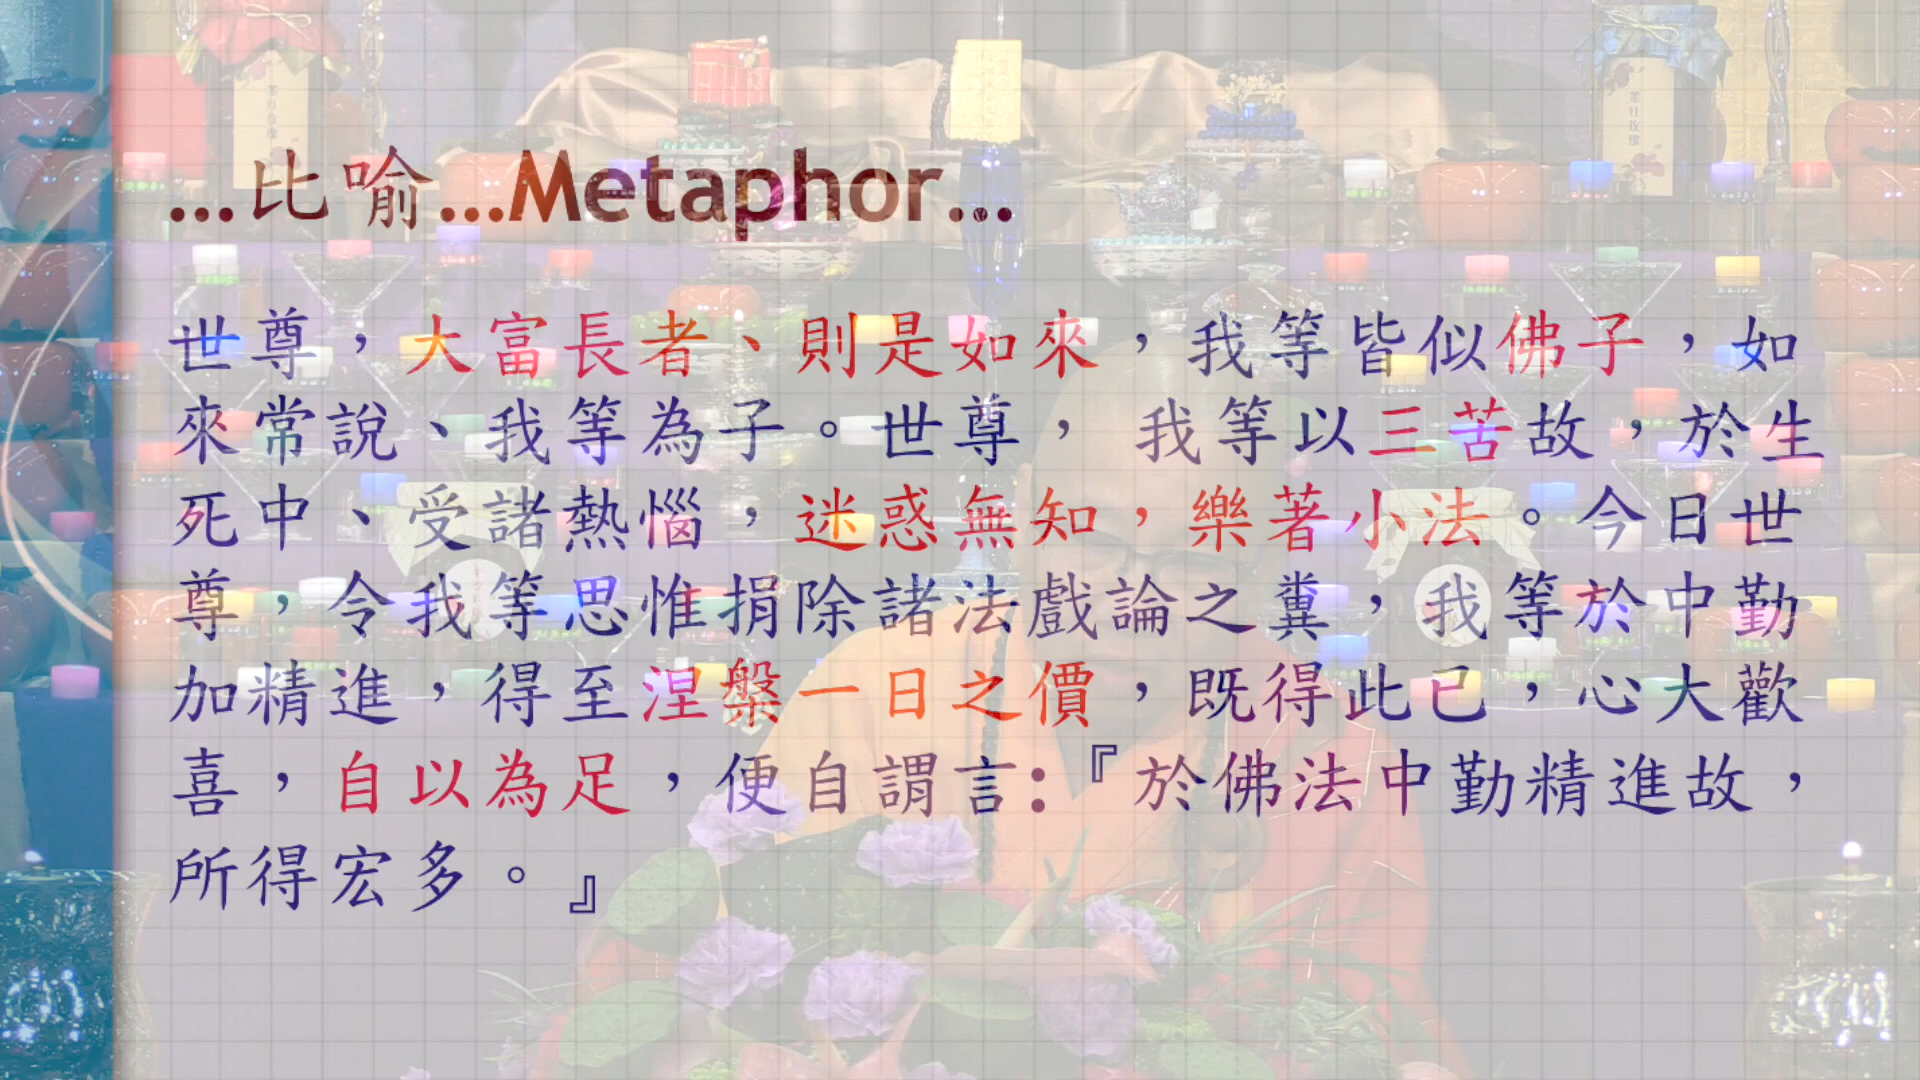 ...比喻...Metaphor...
世尊，大富長者、則是如來，我等皆似佛子，如
來常說、我等為子。世尊， 我等以三苦故，於生
死中、受諸熱惱，迷惑無知，樂著小法。今日世
尊，令我等思惟捐除諸法戲論之糞，我等於中勤
加精進，得至涅槃一日之價，既得此已，心大歡
喜，自以為足，便自謂言:『於佛法中勤精進故，
所得宏多。』